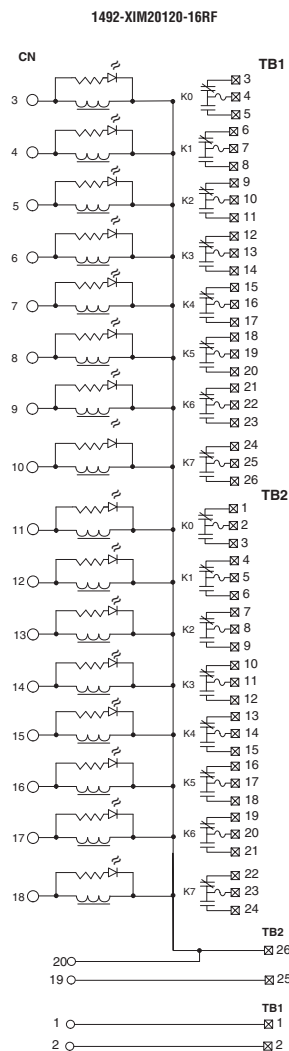 1492-XIM20120-16RF
CN
TB1
3 K0 3
4
5
4 K1 6
7
8
5 K2 9
10
11
6 K3 12
13
14
7 K4 15
16
17
8 K5 18
19
20
9 K6 21
22
23
10 K7 24
25
26
TB2
11 K0 1
2
3
12 K1 4
5
6
13 K2 7
8
9
14 K3 10
11
12
15 K4 13
14
15
16 K5 16
17
18
17 K6 19
20
21
18 K7 22
23
24
TB2
26
20
19 25
TB1
1 1
2 2